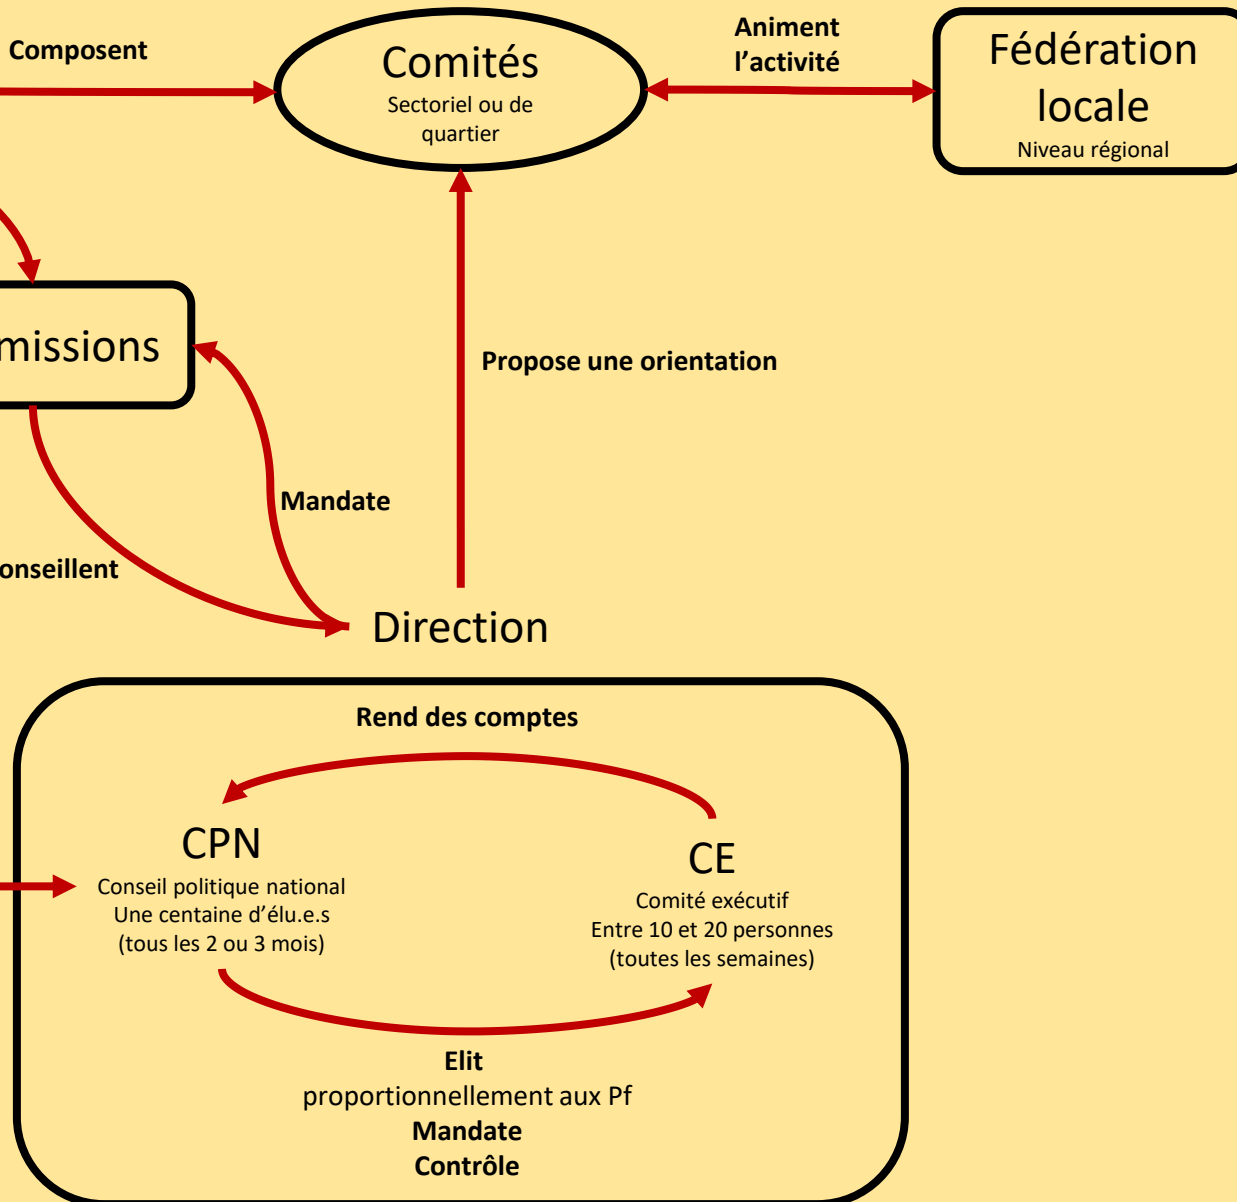 Composent
Comités
Sectoriel ou de
quartier
Animent
l’activité
Fédération
locale
Niveau régional
missions
Propose une orientation
Mandate
onseillent
Direction
Rend des comptes
CPN
Conseil politique national
Une centaine d’élu.e.s
(tous les 2 ou 3 mois)
CE
Comité exécutif
Entre 10 et 20 personnes
(toutes les semaines)
Elit
proportionnellement aux Pf
Mandate
Contrôle